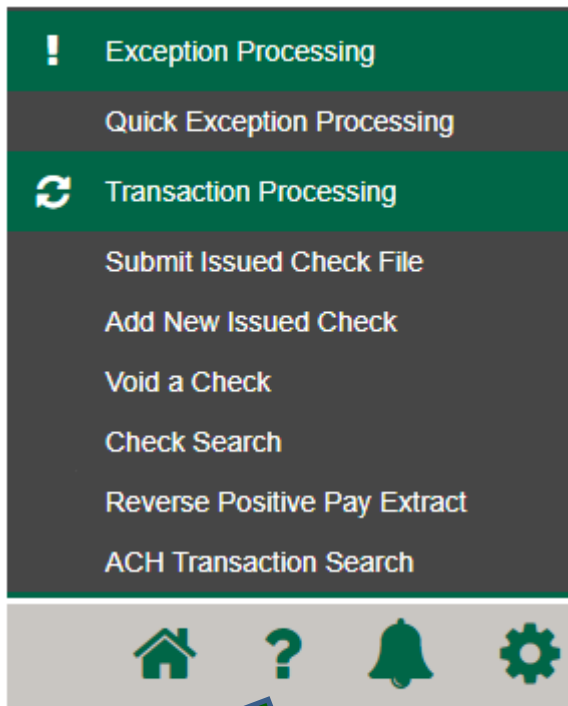 Exception Processing
Quick Exception Processing
Transaction Processing
Submit Issued Check File
Add New Issued Check
Void a Check
Check Search
Reverse Positive Pay Extract
ACH Transaction Search